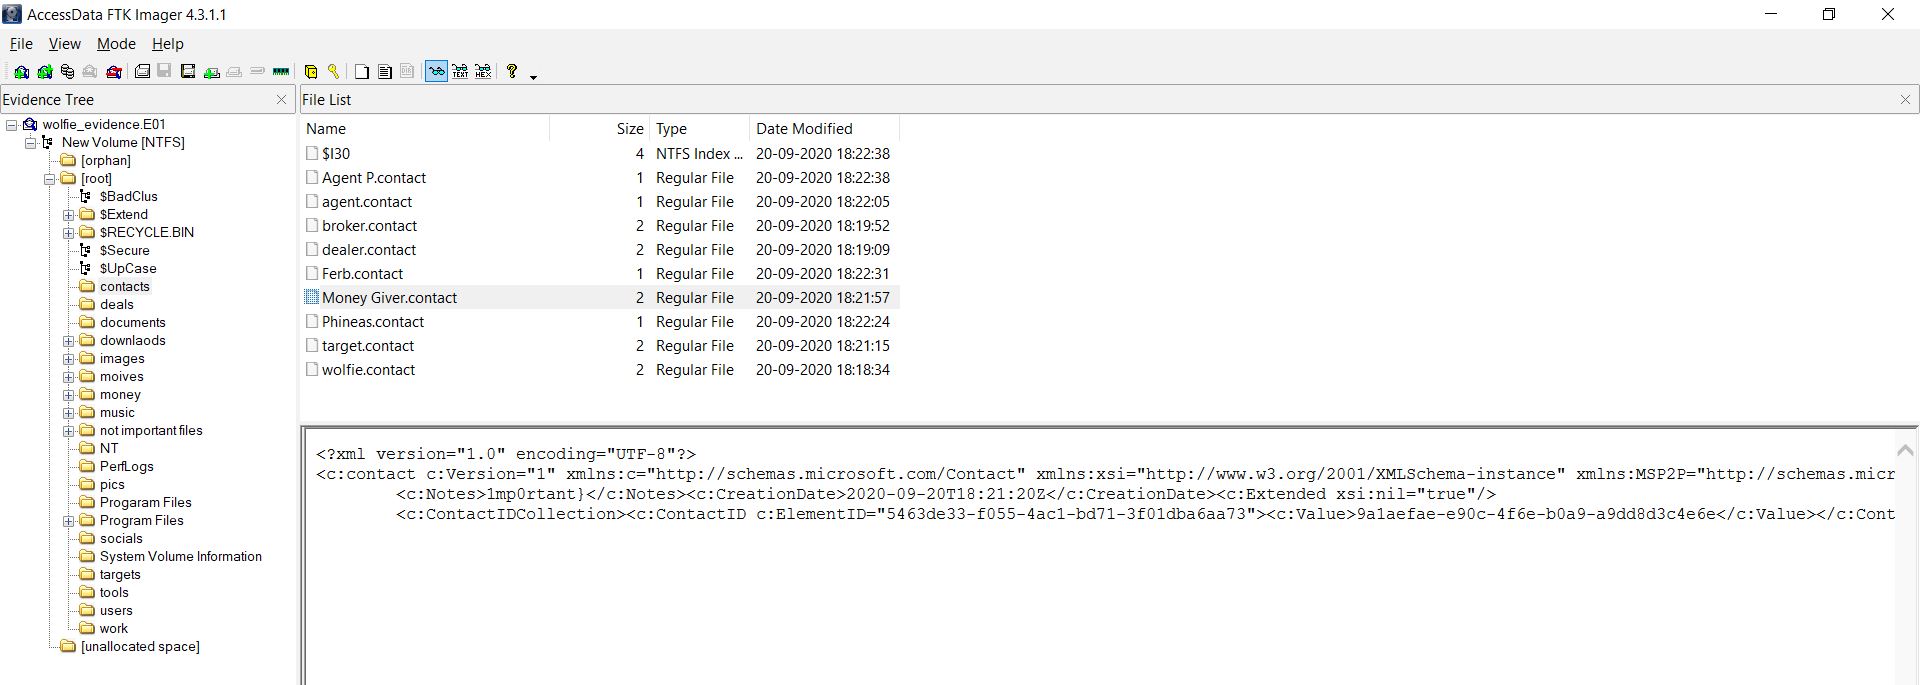 AccessData FTK Imager 4.3.1.1
File View Mode Help
Evidence Tree
wolfie_evidence.E01
New Volume [NTFS]
[orphan]
[root]
$BadClus
$Extend
$RECYCLE.BIN
$Secure
$UpCase
contacts
deals
documents
downlaods
images
moives
money
music
not important files
NT
PerfLogs
pics
Progaram Files
Program Files
socials
System Volume Information
targets
tools
users
work
[unallocated space]
File List
Name Size Type Date Modified
$I30 4 NTFS Index ... 20-09-2020 18:22:38
Agent P.contact 1 Regular File 20-09-2020 18:22:38
agent.contact 1 Regular File 20-09-2020 18:22:05
broker.contact 2 Regular File 20-09-2020 18:19:52
dealer.contact 2 Regular File 20-09-2020 18:19:09
Ferb.contact 1 Regular File 20-09-2020 18:22:31
Money Giver.contact 2 Regular File 20-09-2020 18:21:57
Phineas.contact 1 Regular File 20-09-2020 18:22:24
target.contact 2 Regular File 20-09-2020 18:21:15
wolfie.contact 2 Regular File 20-09-2020 18:18:34
<?xml version="1.0" encoding="UTF-8"?>
<c:contact c:Version="1" xmlns:c="http://schemas.microsoft.com/Contact" xmlns:xsi="http://www.w3.org/2001/XMLSchema-instance" xmlns:MSP2P="http://schemas.micr
<c:Notes>1mp0rtant}</c:Notes><c:CreationDate>2020-09-20T18:21:20Z</c:CreationDate><c:Extended xsi:nil="true"/>
<c:ContactIDCollection><c:ContactID c:ElementID="5463de33-f055-4ac1-bd71-3f01dba6aa73"><c:Value>9a1aefae-e90c-4f6e-b0a9-a9dd8d3c4e6e</c:Value></c:Cont